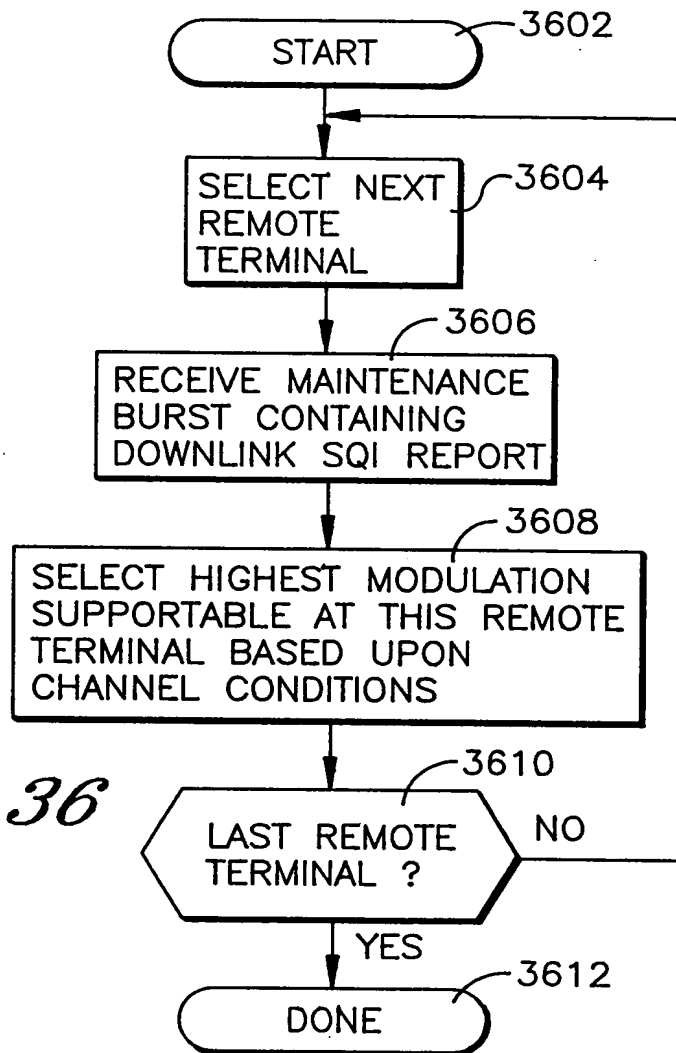 3602
START
3604
SELECT NEXT
REMOTE
TERMINAL
3606
RECEIVE MAINTENANCE
BURST CONTAINING
DOWNLINK SQI REPORT
3608
SELECT HIGHEST MODULATION
SUPPORTABLE AT THIS REMOTE
TERMINAL BASED UPON
CHANNEL CONDITIONS
36
3610
LAST REMOTE
TERMINAL ?
NO
YES
3612
DONE